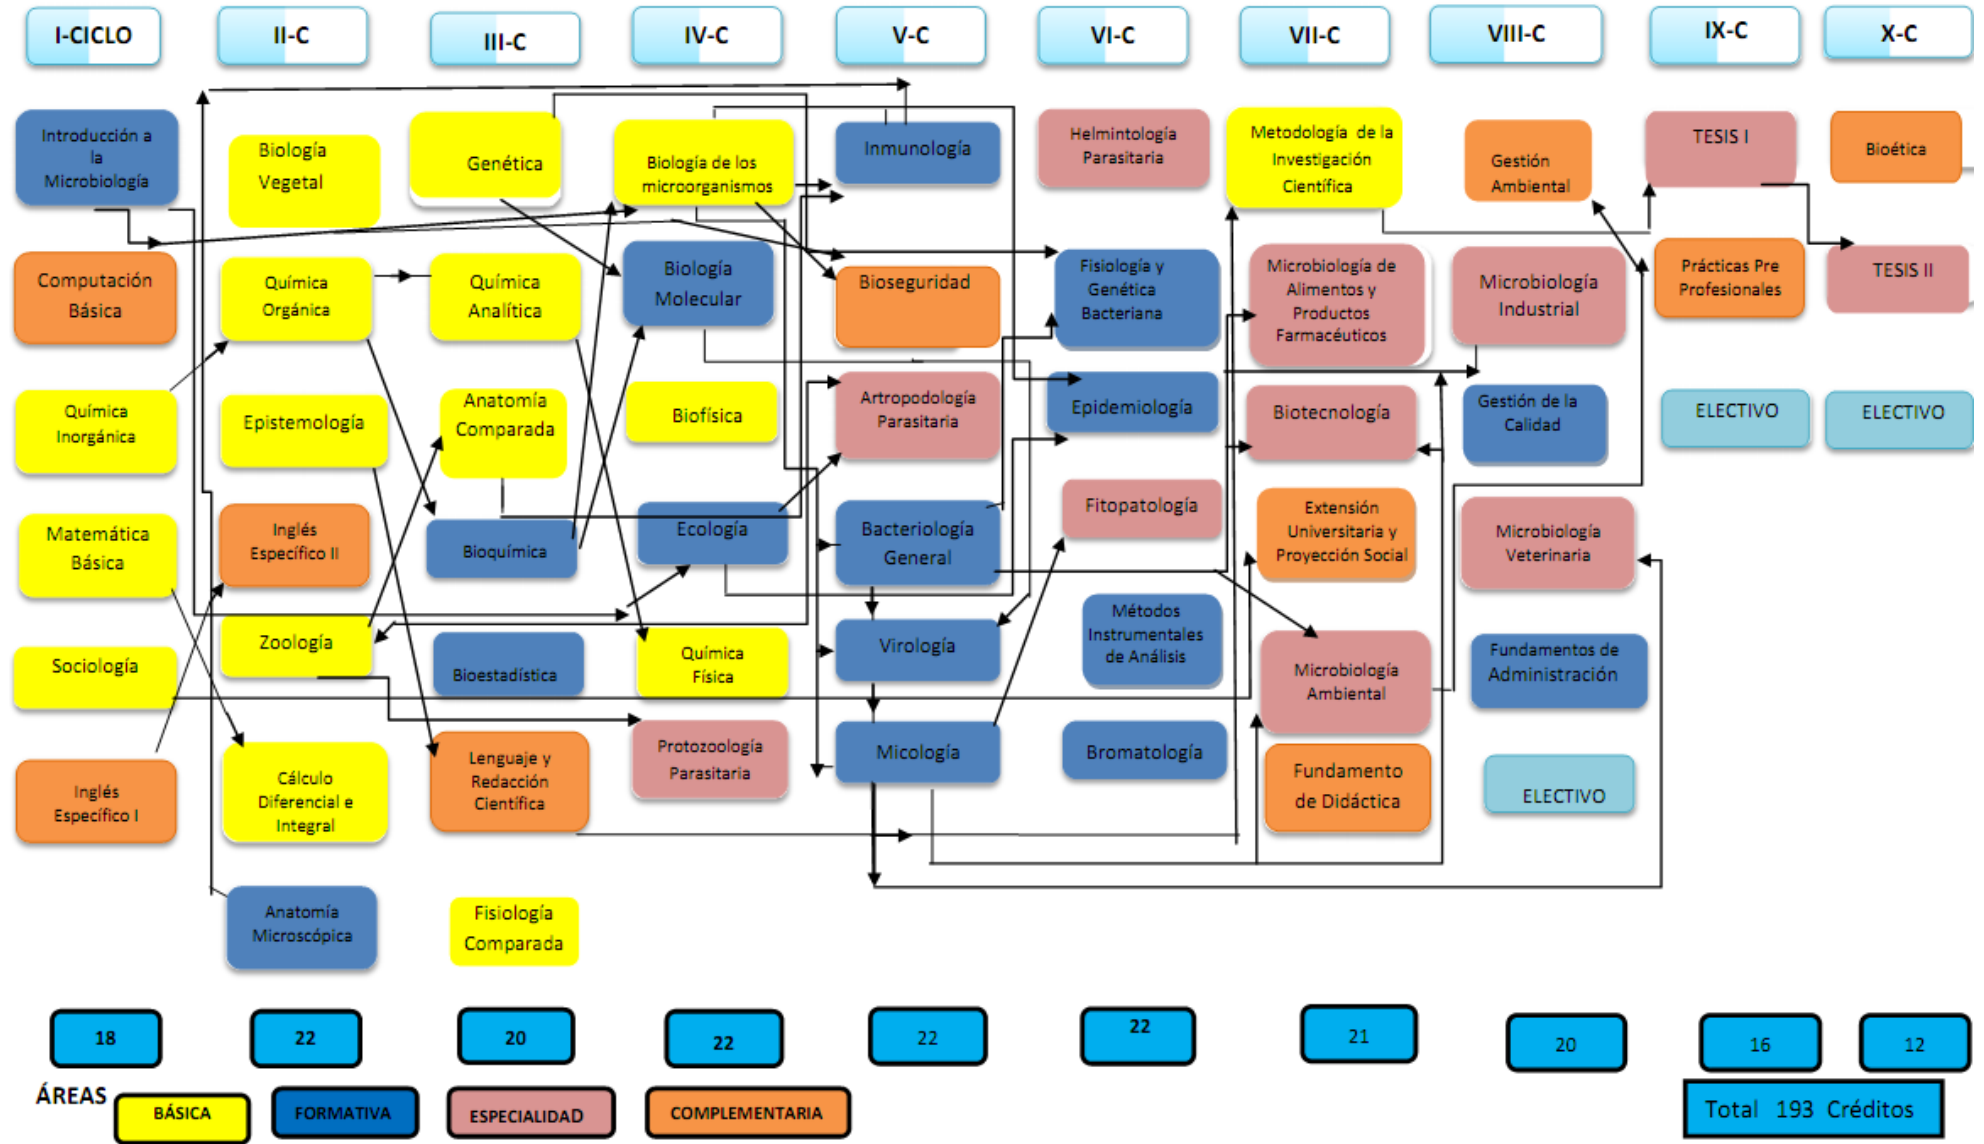 I-CICLO
II-C
III-C
IV-C
V-C
VI-C
VII-C
VIII-C
IX-C
X-C
Introducción a
la
Microbiología
Computación
Básica
Química
Inorgánica
Matemática
Básica
Sociología
Inglés
Específico I
Biología
Vegetal
Química
Orgánica
Epistemología
Inglés
Específico II
Zoología
Cálculo
Diferencial e
Integral
Anatomía
Microscópica
Genética
Química
Analítica
Anatomía
Comparada
Bioquímica
Bioestadística
Lenguaje y
Redacción
Científica
Fisiología
Comparada
Biología de los
microorganismos
Biología
Molecular
Biofísica
Ecología
Química
Física
Protozoología
Parasitaria
Inmunología
Bioseguridad
Artropodología
Parasitaria
Bacteriología
General
Virología
Micología
Helmintología
Parasitaria
Fisiología y
Genética
Bacteriana
Epidemiología
Fitopatología
Métodos
Instrumentales
de Análisis
Bromatología
Metodología de la
Investigación
Científica
Microbiología de
Alimentos y
Productos
Farmacéuticos
Biotecnología
Extensión
Universitaria y
Proyección Social
Microbiología
Ambiental
Fundamento
de Didáctica
Gestión
Ambiental
Microbiología
Industrial
Gestión de la
Calidad
Microbiología
Veterinaria
Fundamentos de
Administración
ELECTIVO
TESIS I
Prácticas Pre
Profesionales
ELECTIVO
Bioética
TESIS II
ELECTIVO
18
22
20
22
22
22
21
20
16
12
ÁREAS
BÁSICA
FORMATIVA
ESPECIALIDAD
COMPLEMENTARIA
Total 193 Créditos